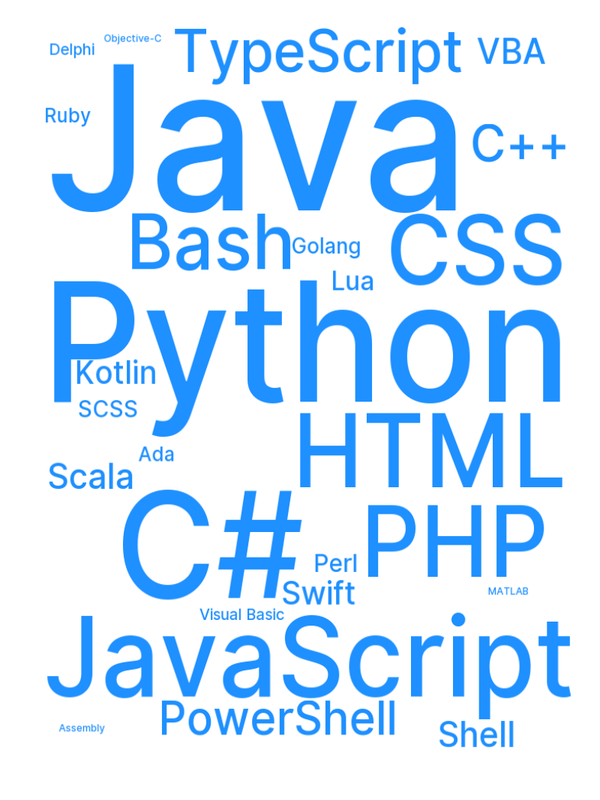 Objective-C
Delphi
TypeScript
VBA
Java
Ruby
C++
Bash
Golang
CSS
Lua
Python
Kotlin
SCSS
HTML
Ada
Scala
C#
PHP
Perl
Swift
MATLAB
Visual Basic
JavaScript
PowerShell
Assembly
Shell